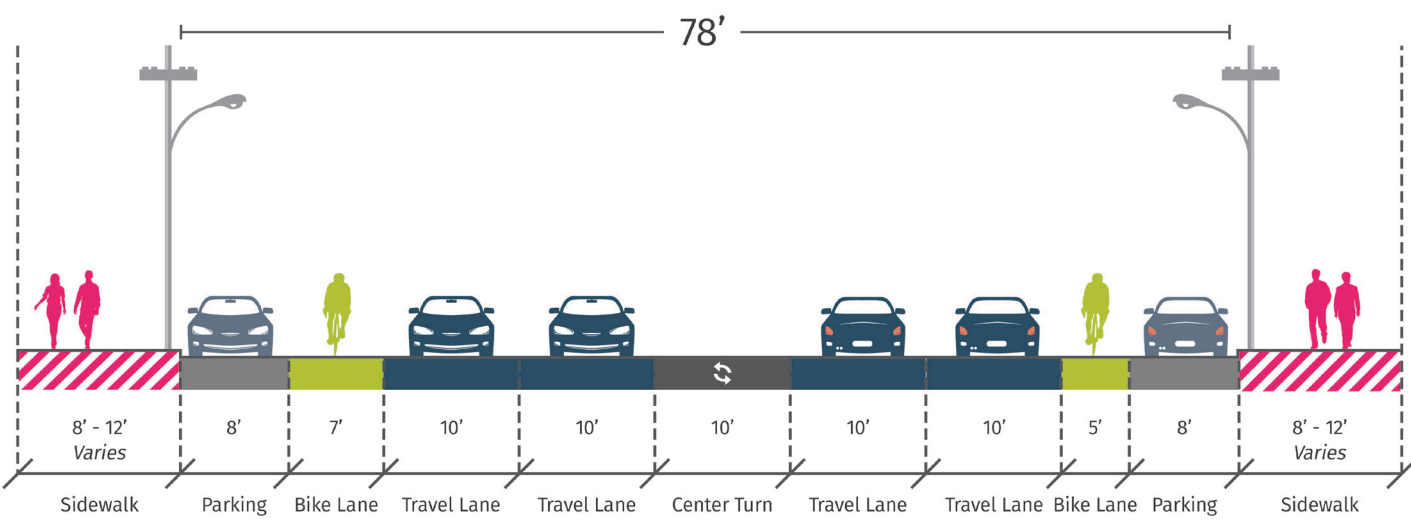 78’
8’ - 12’ 8’ 7’ 10’ 10’ 10’ 10’ 10’ 5’ 8’ 8’ - 12’
Varies Varies
Sidewalk Parking Bike Lane Travel Lane Travel Lane Center Turn Travel Lane Travel Lane Bike Lane Parking Sidewalk